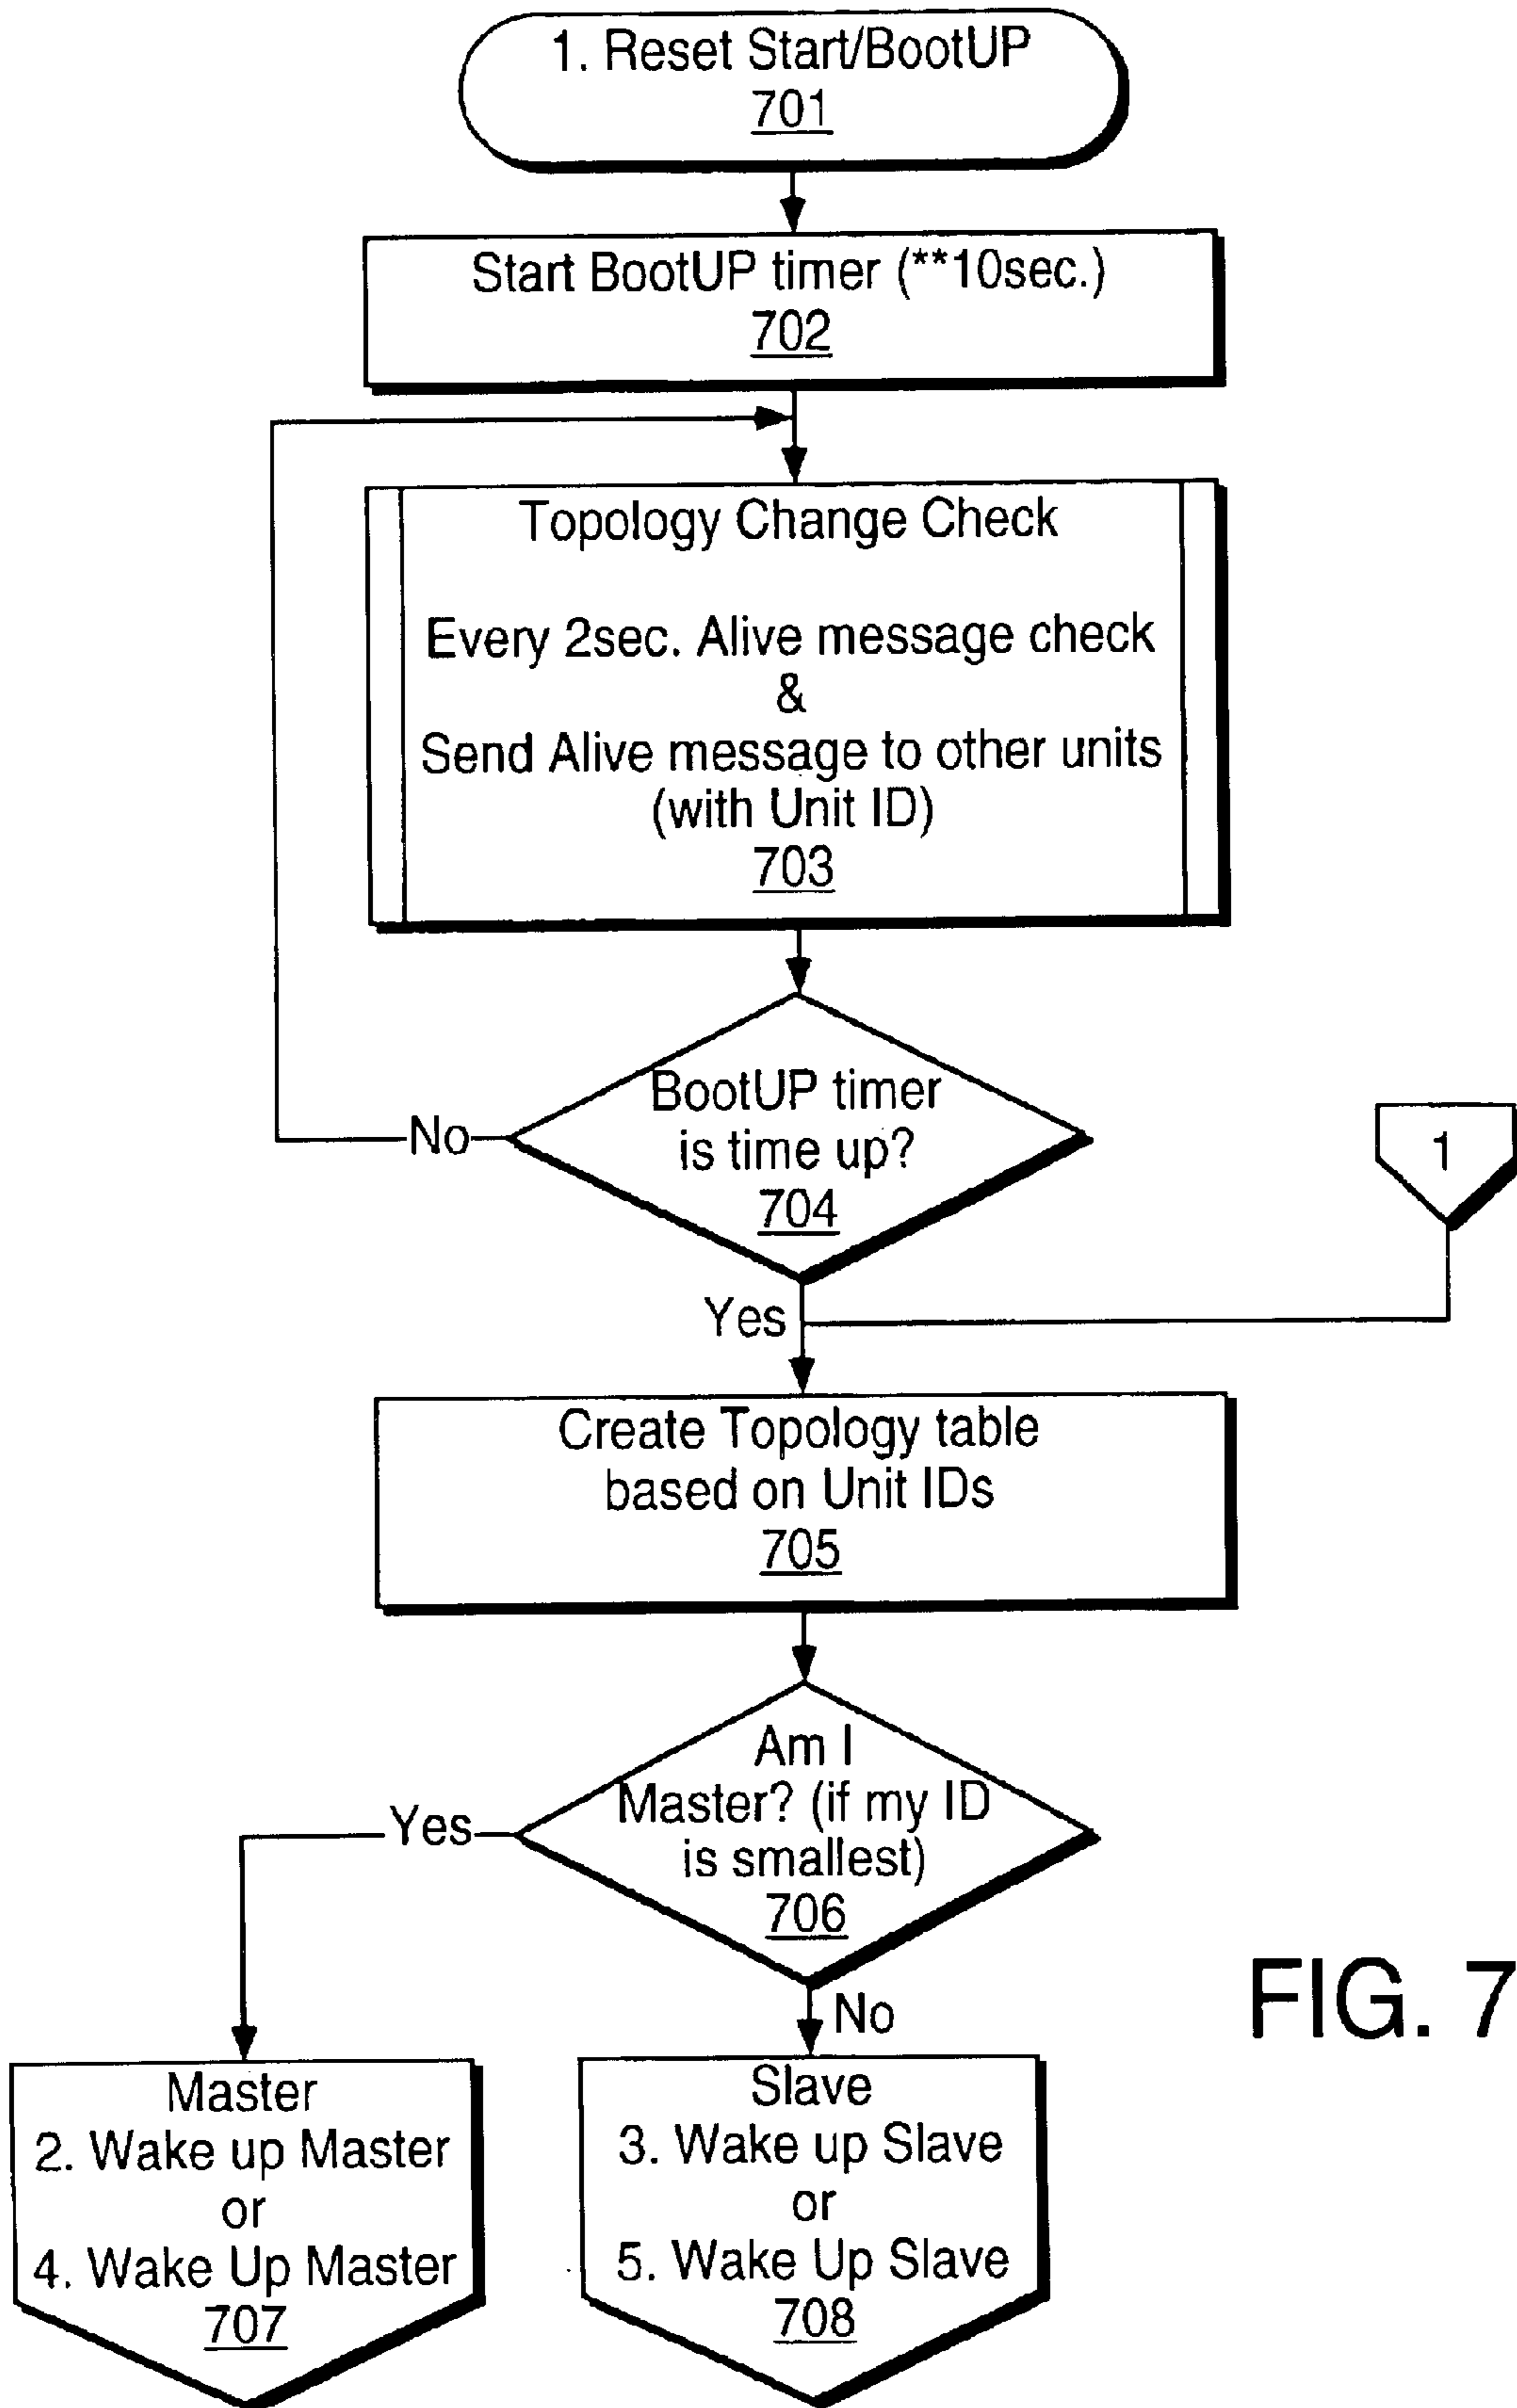 1. Reset Start/BootUP
701
Start BootUP timer (**10sec.)
702
Topology Change Check
Every 2sec. Alive message check
&
Send Alive message to other units
(with Unit ID)
703
BootUP timer
is time up?
704
No
1
Yes
Create Topology table
based on Unit IDs
705
Am I
Master? (if my ID
is smallest)
706
Yes
No
Master
2. Wake up Master
or
4. Wake Up Master
707
Slave
3. Wake up Slave
or
5. Wake Up Slave
708
FIG. 7